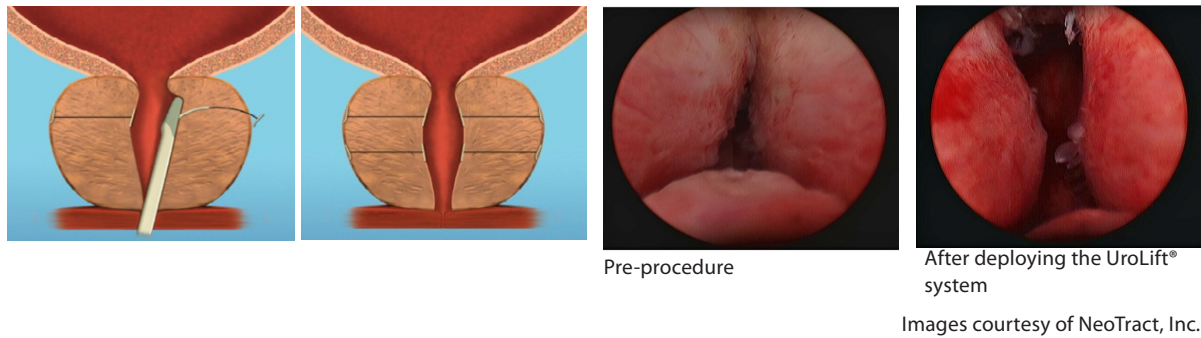 Pre-procedure
After deploying the UroLift®
system
Images courtesy of NeoTract, Inc.